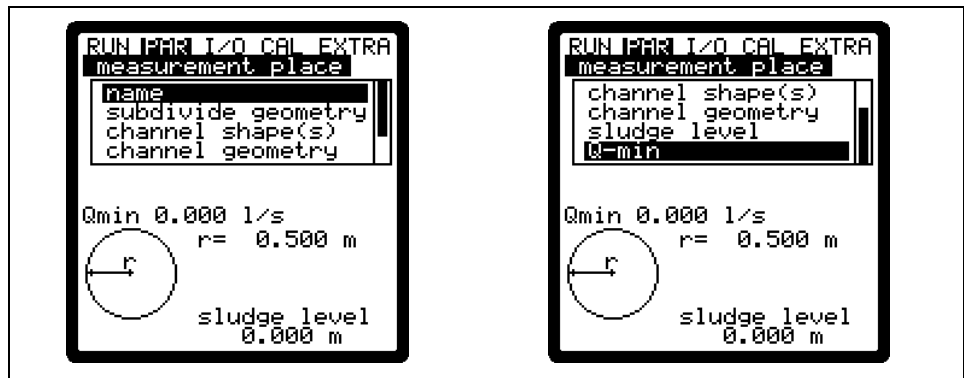 RUN PAR I/O CAL EXTRA
measurement place
name
subdivide geometry
channel shape(s)
channel geometry
Qmin 0.000 l/s
r= 0.500 m
r
sludge level
0.000 m
RUN PAR I/O CAL EXTRA
measurement place
channel shape(s)
channel geometry
sludge level
Q-min
Qmin 0.000 l/s
r= 0.500 m
r
sludge level
0.000 m